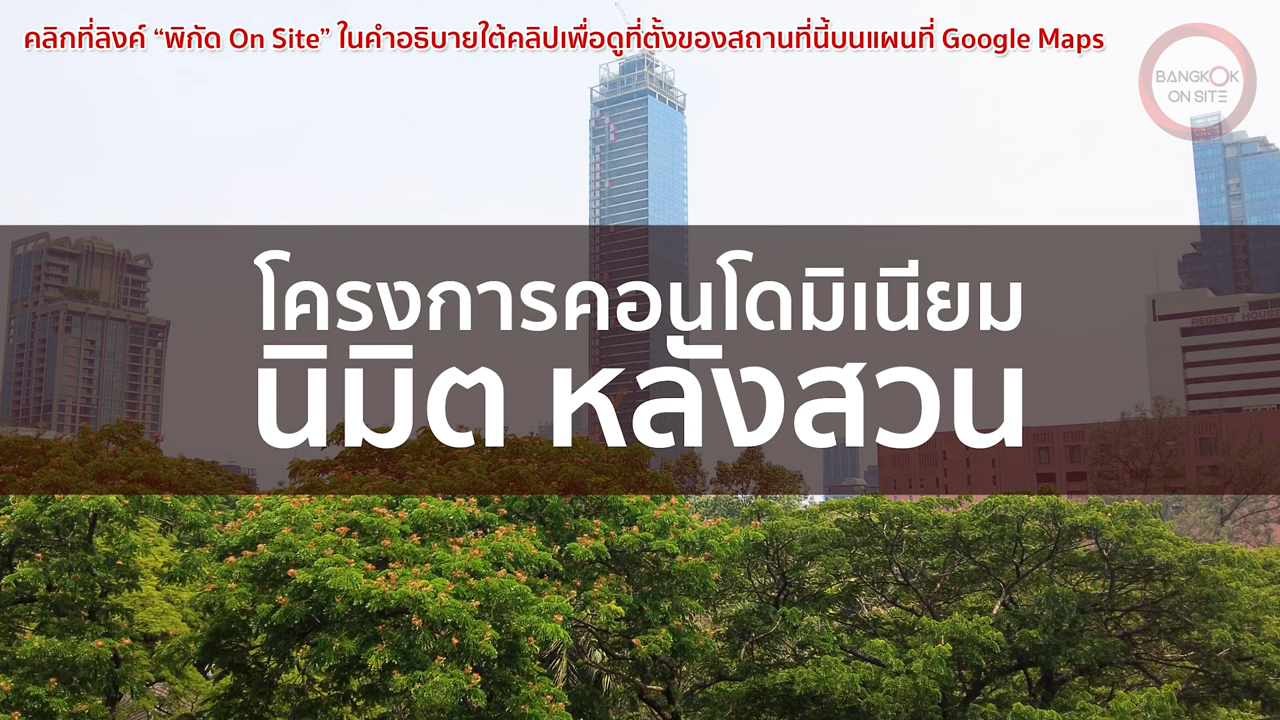 คลิกที่ลิงค์ “พิกัด On Site” ในคำอธิบายใต้คลิปเพื่อดูที่ตั้งของสถานที่นี้บนแผนที่ Google Maps
BANGKOK
ON SITE
โครงการคอนโดมิเนียม
นิมิต หลังสวน
REGENT HOUSE